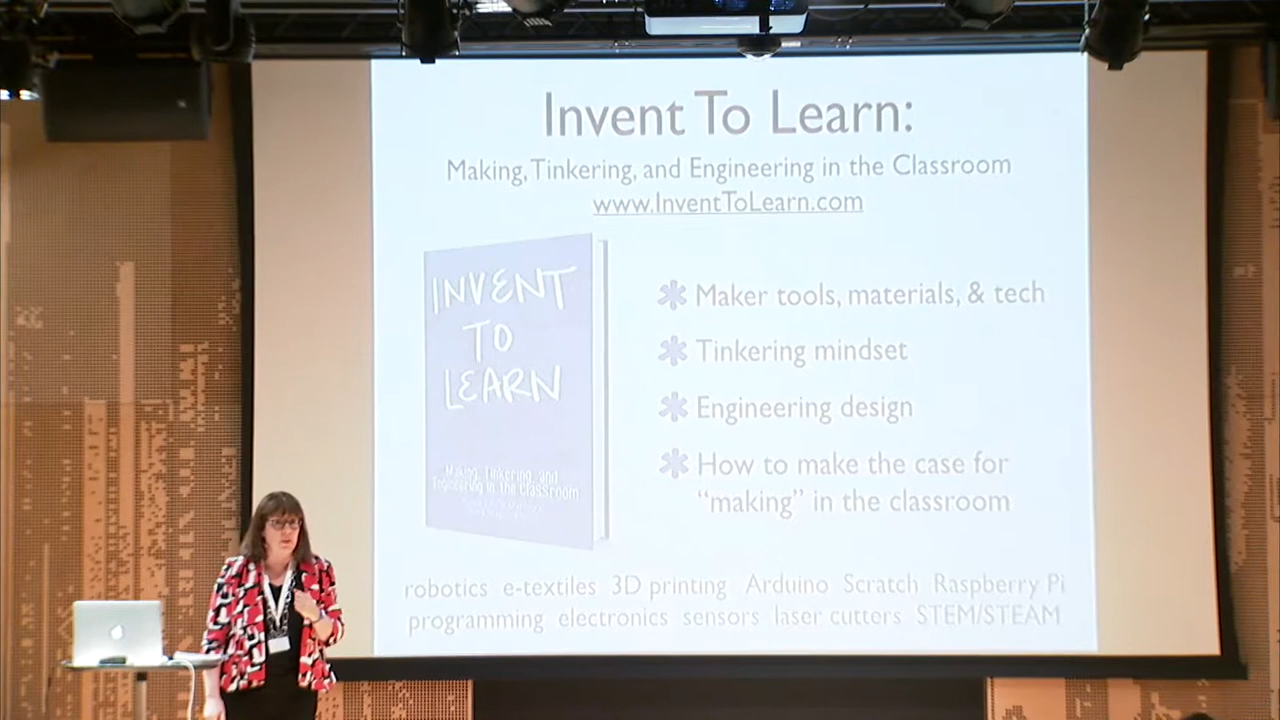 Invent To Learn:
Making, Tinkering, and Engineering in the Classroom
www.InventToLearn.com
INVENT
TO
LEARN
Making, Tinkering, and
Engineering in the Classroom
✱ Maker tools, materials, & tech
✱ Tinkering mindset
✱ Engineering design
✱ How to make the case for
“making” in the classroom
robotics e-textiles 3D printing Arduino Scratch Raspberry Pi
programming electronics sensors laser cutters STEM/STEAM